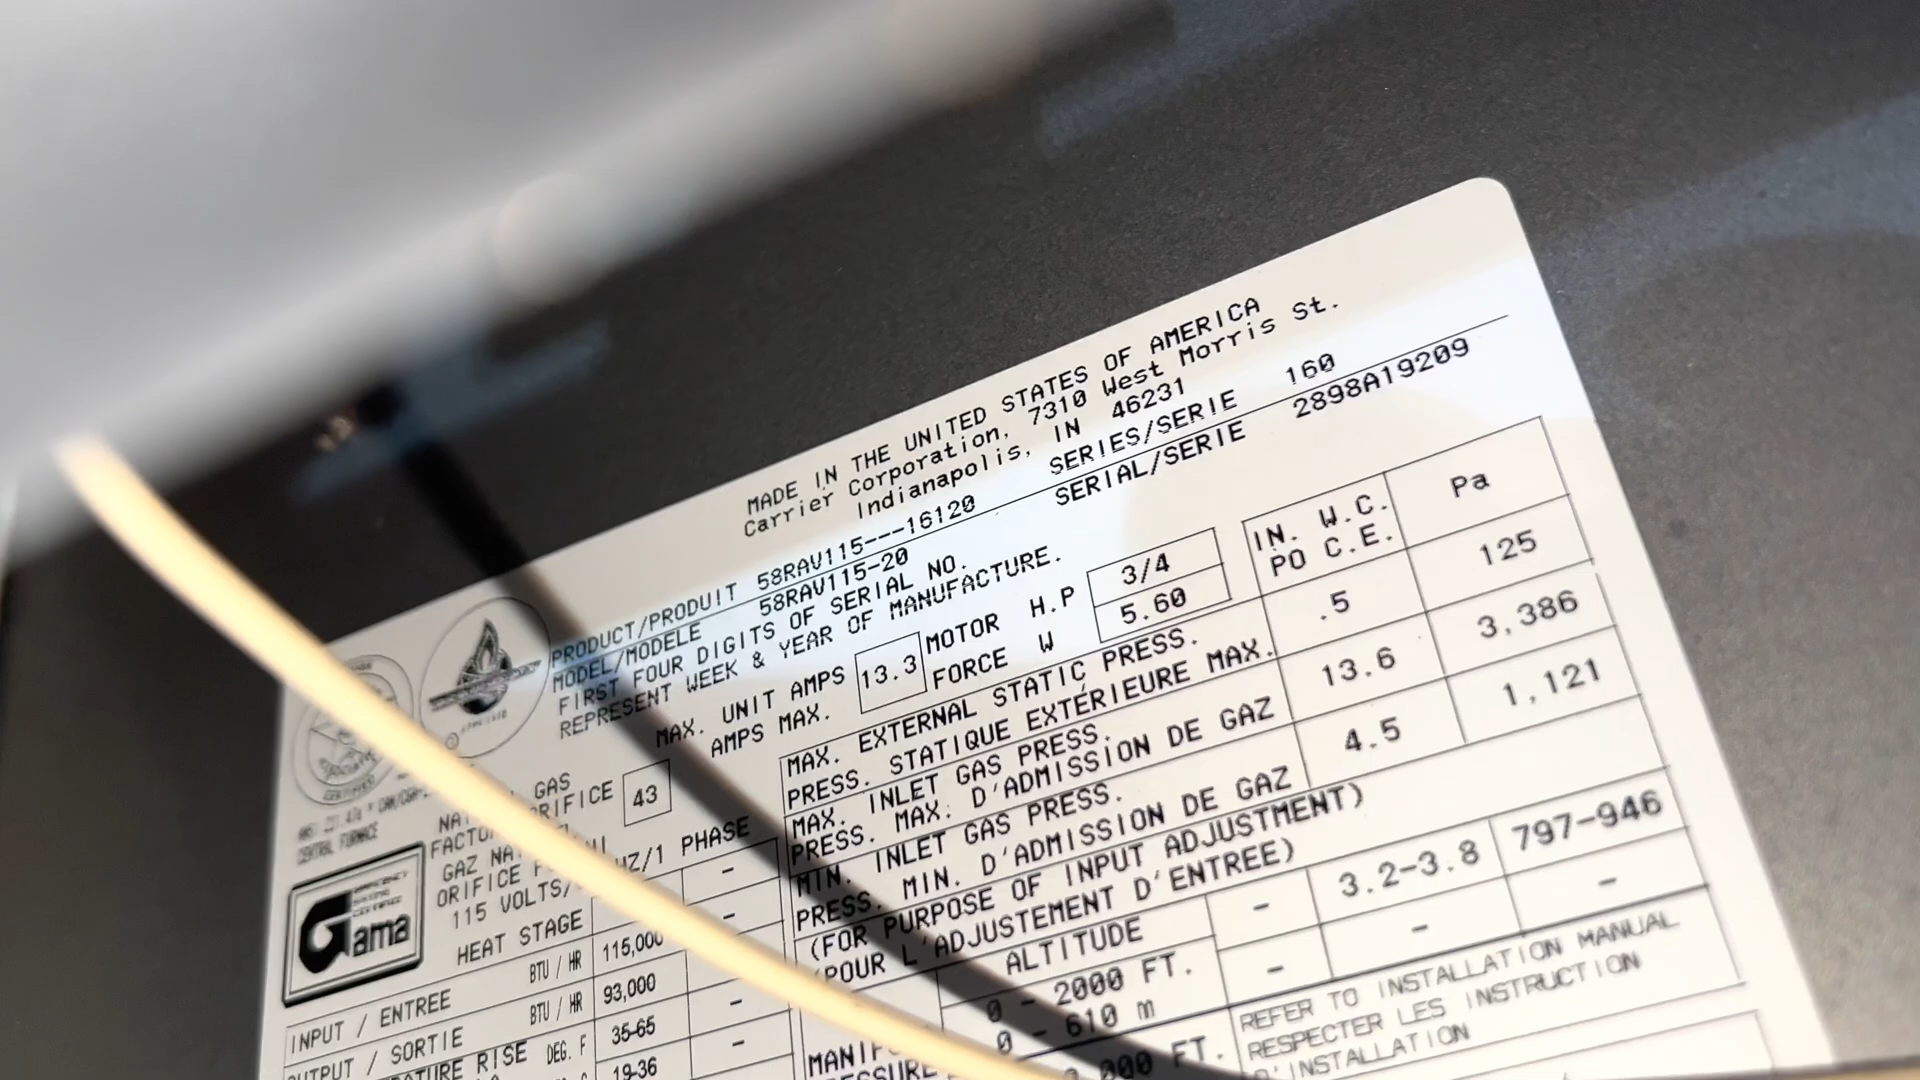 MADE IN THE UNITED STATES OF AMERICA
Carrier Corporation, 7310 West Morris St.
Indianapolis, IN 46231
PRODUCT/PRODUIT 58RAV115---16120 SERIES/SERIE 160
MODEL/MODELE 58RAV115-20 SERIAL/SERIE 2898A19209
FIRST FOUR DIGITS OF SERIAL NO.
REPRESENT WEEK & YEAR OF MANUFACTURE.
MAX. UNIT AMPS 13.3 MOTOR H.P 3/4
AMPS MAX. FORCE W 5.60
IN. W.C. Pa
PO C.E.
MAX. EXTERNAL STATIC PRESS. .5 125
PRESS. STATIQUE EXTÉRIEURE MAX.
MAX. INLET GAS PRESS. 13.6 3,386
PRESS. MAX. D'ADMISSION DE GAZ
MIN. INLET GAS PRESS. 4.5 1,121
PRESS. MIN. D'ADMISSION DE GAZ
(FOR PURPOSE OF INPUT ADJUSTMENT)
(POUR L'ADJUSTEMENT D'ENTREE)
ALTITUDE
0 - 2000 FT. - 3.2-3.8 797-946
0 - 610 m - - -
FT. REFER TO INSTALLATION MANUAL
RESPECTER LES INSTRUCTION
D'INSTALLATION
CENTRAL FURNACE
GAS
ORIFICE 43
GAZ
ORIFICE
115 VOLTS/ HZ/1 PHASE
gama
HEAT STAGE -
INPUT / ENTREE BTU / HR 115,000 -
OUTPUT / SORTIE BTU / HR 93,000 -
RISE DEG. F 35-65 -
19-36